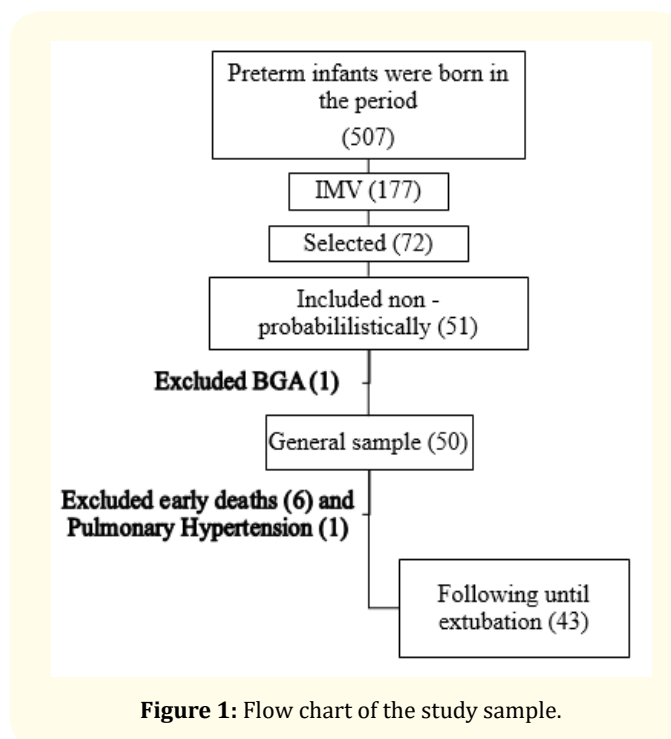 Preterm infants were born in
the period
(507)
IMV (177)
Selected (72)
Included non -
probabililistically (51)
Excluded BGA (1)
General sample (50)
Excluded early deaths (6) and
Pulmonary Hypertension (1)
Following until
extubation (43)
Figure 1: Flow chart of the study sample.